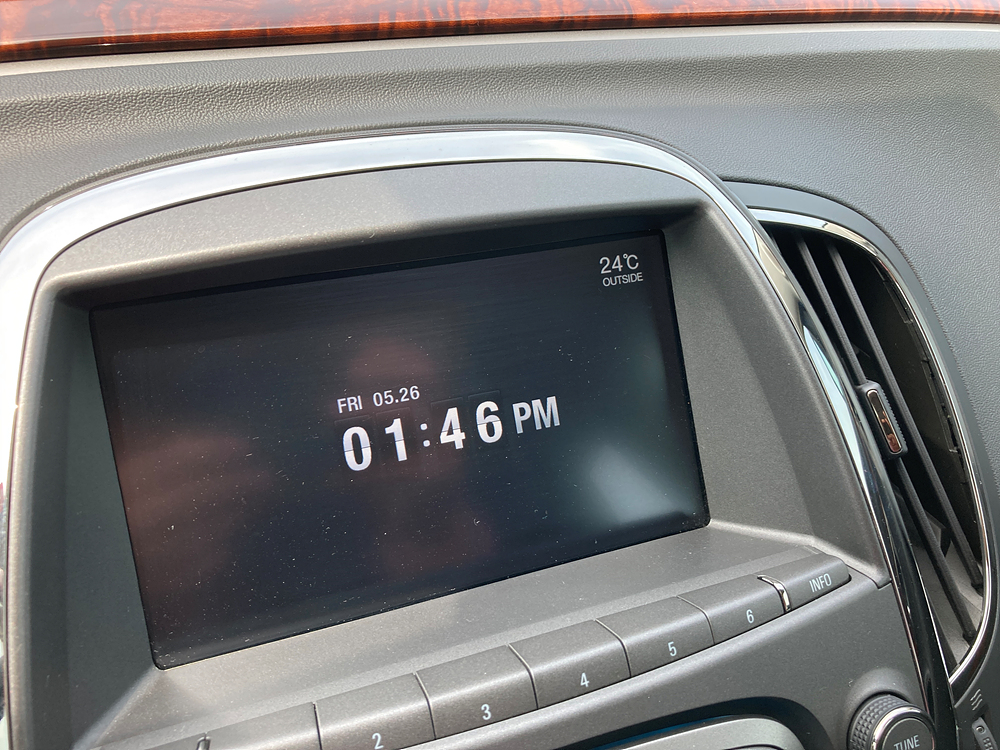 24℃
OUTSIDE
FRI 05.26
01:46 PM
2
3
4
5
6
INFO
TUNE